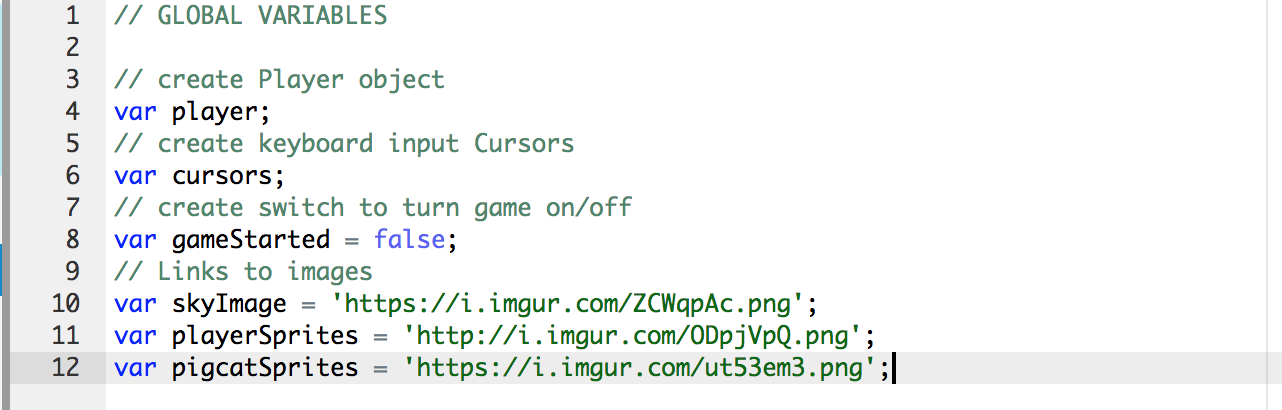 1 // GLOBAL VARIABLES
2
3 // create Player object
4 var player;
5 // create keyboard input Cursors
6 var cursors;
7 // create switch to turn game on/off
8 var gameStarted = false;
9 // Links to images
10 var skyImage = 'https://i.imgur.com/ZCWqpAc.png';
11 var playerSprites = 'http://i.imgur.com/ODpjVpQ.png';
12 var pigcatSprites = 'https://i.imgur.com/ut53em3.png';